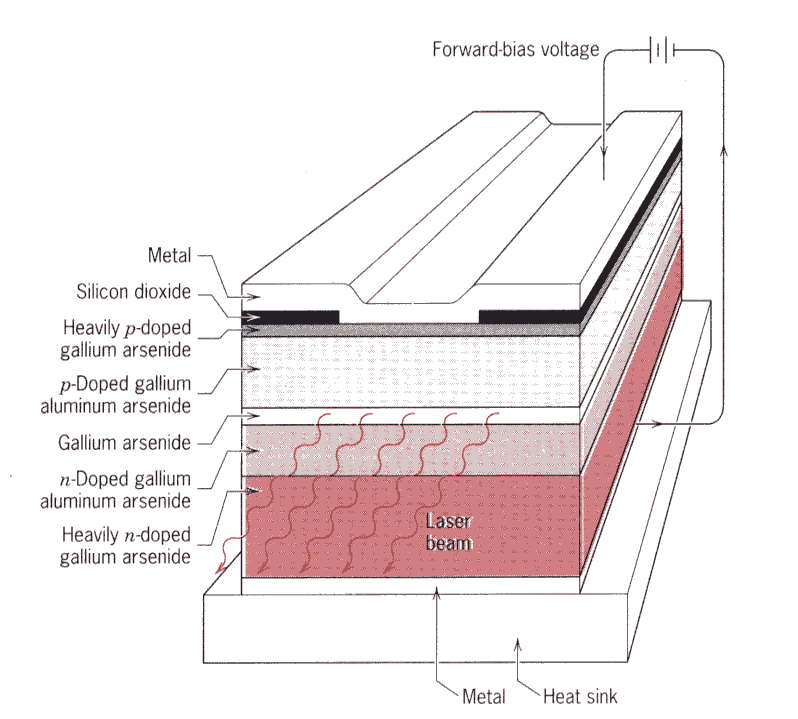 Forward-bias voltage
Metal
Silicon dioxide
Heavily p-doped
gallium arsenide
p-Doped gallium
aluminum arsenide
Gallium arsenide
n-Doped gallium
aluminum arsenide
Heavily n-doped
gallium arsenide
Laser
beam
Metal
Heat sink